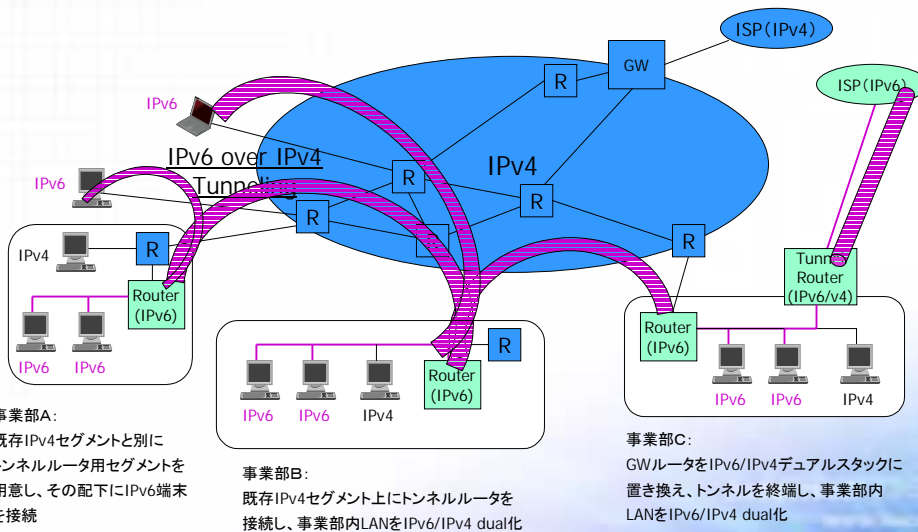 ISP(IPv4)
GW
R
ISP(IPv6)
IPv6
IPv6 over IPv4
Tunneling
IPv4
R
R
IPv6
R
R
R
IPv4
R
Router
(IPv6)
IPv6
IPv6
Tunnel
Router
(IPv6/v4)
Router
(IPv6)
IPv6
IPv6
IPv4
R
Router
(IPv6)
IPv6
IPv6
IPv4
事業部A:
既存IPv4セグメントと別に
トンネルルータ用セグメントを
用意し、その配下にIPv6端末
を接続
事業部B:
既存IPv4セグメント上にトンネルルータを
接続し、事業部内LANをIPv6/IPv4 dual化
事業部C:
GWルータをIPv6/IPv4デュアルスタックに
置き換え、トンネルを終端し、事業部内
LANをIPv6/IPv4 dual化